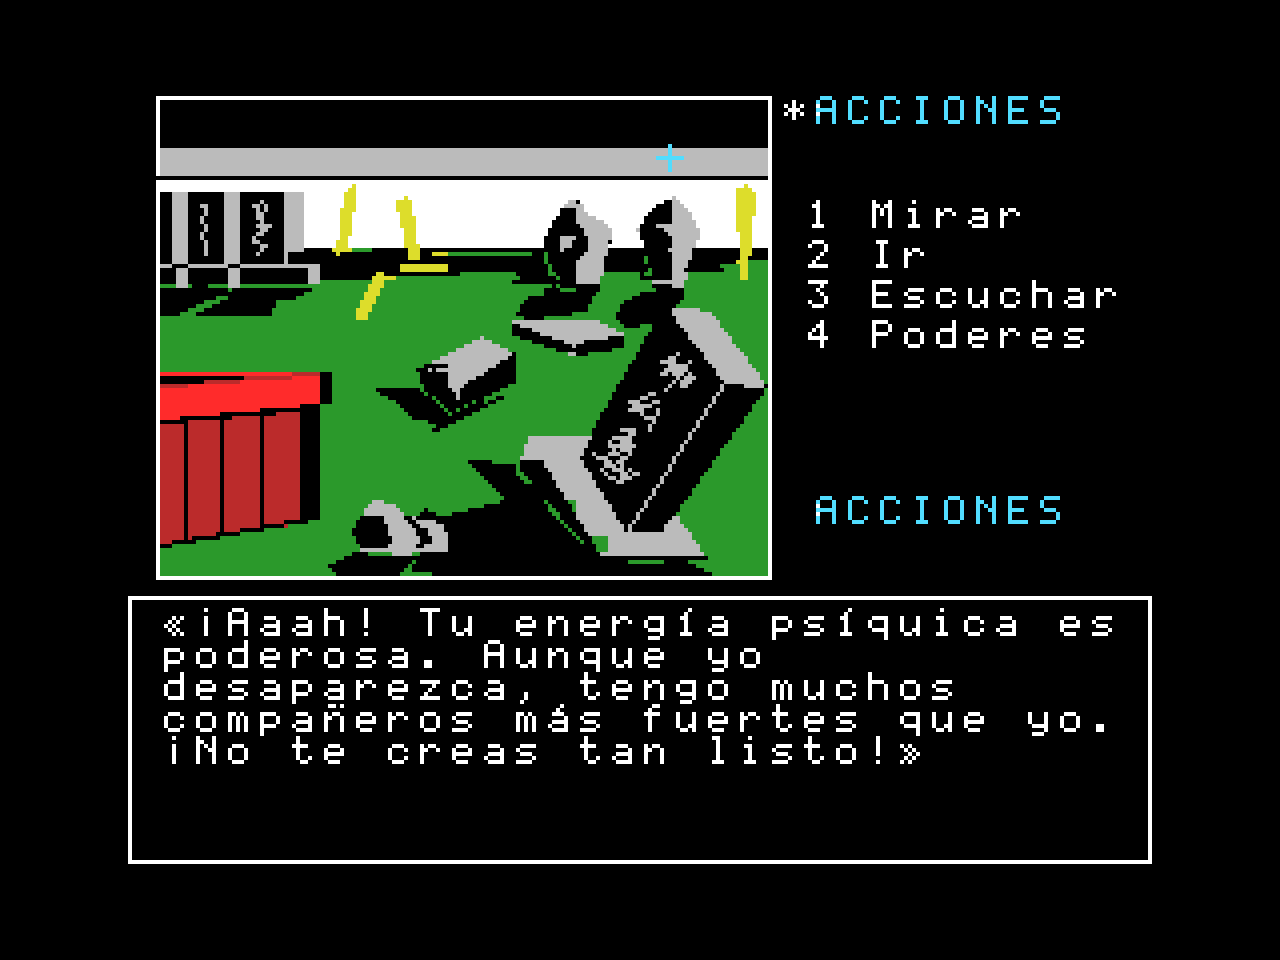 *ACCIONES
1 Mirar
2 Ir
3 Escuchar
4 Poderes
ACCIONES
«¡Aaah! Tu energía psíquica es
poderosa. Aunque yo
desaparezca, tengo muchos
compañeros más fuertes que yo.
¡No te creas tan listo!»